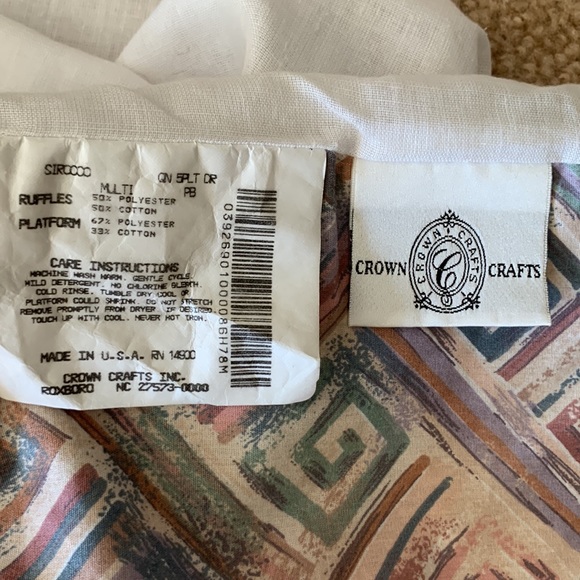 SIROCCO QN SPLT DR
MULTI PB
RUFFLES 50% POLYESTER
50% COTTON
PLATFORM 67% POLYESTER
33% COTTON
CARE INSTRUCTIONS
MACHINE WASH WARM. GENTLE CYCLE.
MILD DETERGENT. NO CHLORINE BLEACH.
COLD RINSE. TUMBLE DRY COOL OR
PLATFORM COULD SHRINK. DO NOT STRETCH
REMOVE PROMPTLY FROM DRYER. IF DESIRED
TOUCH UP WITH COOL. NEVER HOT IRON.
MADE IN U.S.A. RN 14900
CROWN CRAFTS INC.
ROXBORO NC 27573-0000
CROWN CRAFTS
C
CROWN CRAFTS